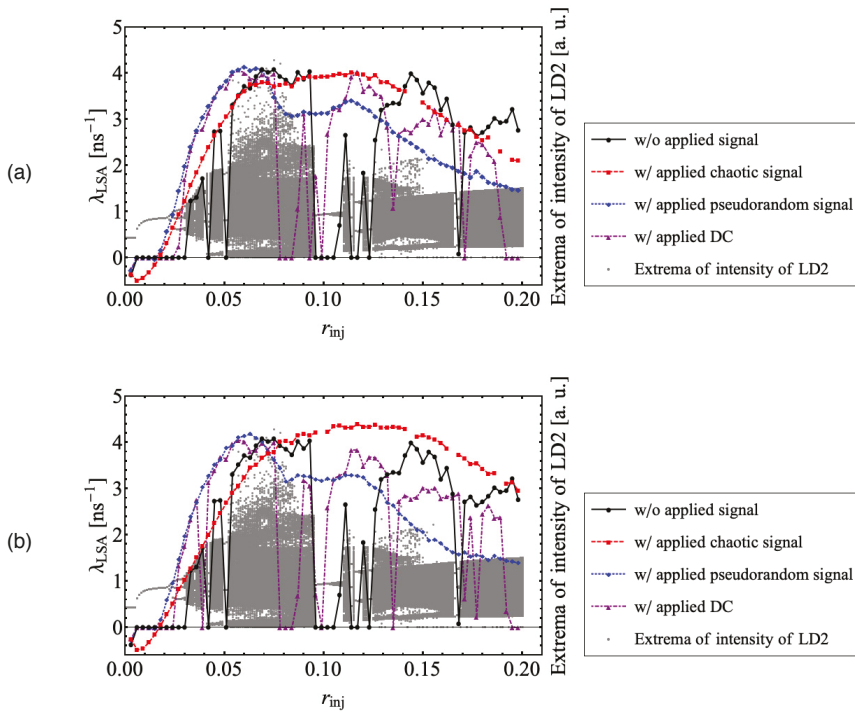 (a)
5
4
3
2
1
0
λLSA [ns⁻¹]
0.00 0.05 0.10 0.15 0.20
rinj
Extrema of intensity of LD2 [a. u.]
w/o applied signal
w/ applied chaotic signal
w/ applied pseudorandom signal
w/ applied DC
Extrema of intensity of LD2
(b)
5
4
3
2
1
0
λLSA [ns⁻¹]
0.00 0.05 0.10 0.15 0.20
rinj
Extrema of intensity of LD2 [a. u.]
w/o applied signal
w/ applied chaotic signal
w/ applied pseudorandom signal
w/ applied DC
Extrema of intensity of LD2